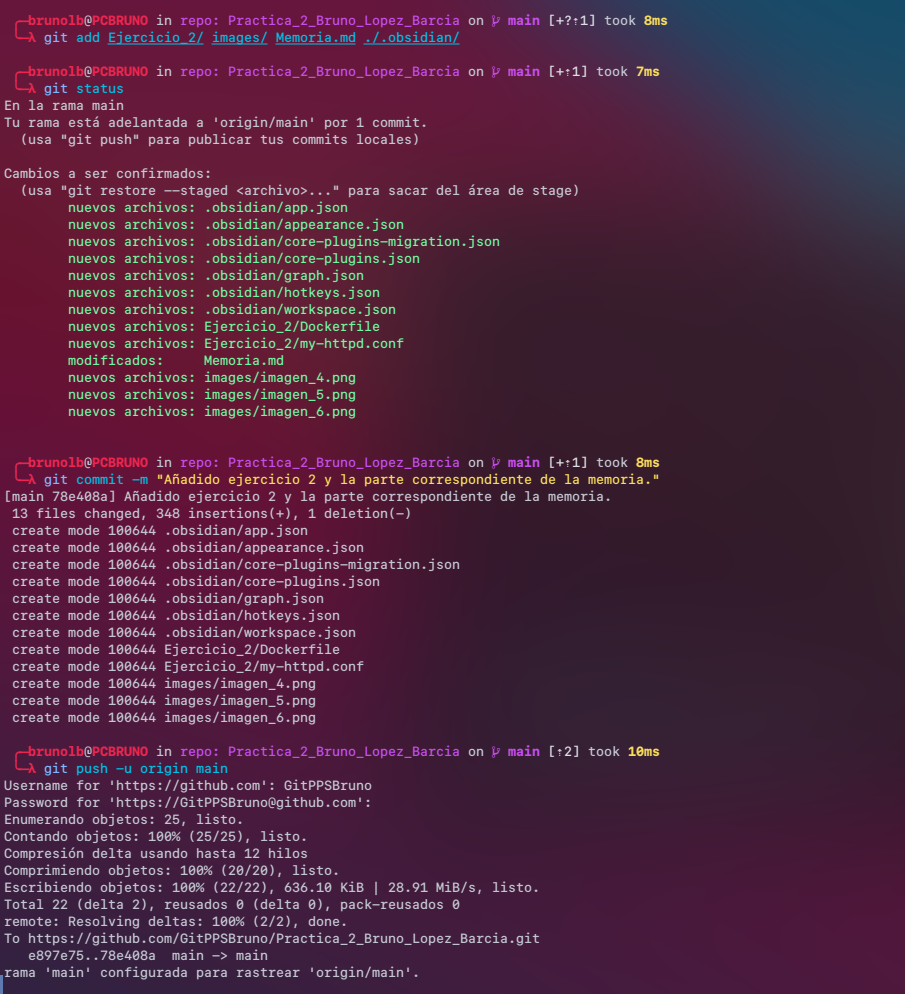 ╭─brunolb@PCBRUNO in repo: Practica_2_Bruno_Lopez_Barcia on  main [+?⇡1] took 8ms
╰─λ git add Ejercicio_2/ images/ Memoria.md ./.obsidian/
╭─brunolb@PCBRUNO in repo: Practica_2_Bruno_Lopez_Barcia on  main [+⇡1] took 7ms
╰─λ git status
En la rama main
Tu rama está adelantada a 'origin/main' por 1 commit.
  (usa "git push" para publicar tus commits locales)
Cambios a ser confirmados:
  (usa "git restore --staged <archivo>..." para sacar del área de stage)
        nuevos archivos: .obsidian/app.json
        nuevos archivos: .obsidian/appearance.json
        nuevos archivos: .obsidian/core-plugins-migration.json
        nuevos archivos: .obsidian/core-plugins.json
        nuevos archivos: .obsidian/graph.json
        nuevos archivos: .obsidian/hotkeys.json
        nuevos archivos: .obsidian/workspace.json
        nuevos archivos: Ejercicio_2/Dockerfile
        nuevos archivos: Ejercicio_2/my-httpd.conf
        modificados:     Memoria.md
        nuevos archivos: images/imagen_4.png
        nuevos archivos: images/imagen_5.png
        nuevos archivos: images/imagen_6.png
╭─brunolb@PCBRUNO in repo: Practica_2_Bruno_Lopez_Barcia on  main [+⇡1] took 8ms
╰─λ git commit -m "Añadido ejercicio 2 y la parte correspondiente de la memoria."
[main 78e408a] Añadido ejercicio 2 y la parte correspondiente de la memoria.
 13 files changed, 348 insertions(+), 1 deletion(-)
 create mode 100644 .obsidian/app.json
 create mode 100644 .obsidian/appearance.json
 create mode 100644 .obsidian/core-plugins-migration.json
 create mode 100644 .obsidian/core-plugins.json
 create mode 100644 .obsidian/graph.json
 create mode 100644 .obsidian/hotkeys.json
 create mode 100644 .obsidian/workspace.json
 create mode 100644 Ejercicio_2/Dockerfile
 create mode 100644 Ejercicio_2/my-httpd.conf
 create mode 100644 images/imagen_4.png
 create mode 100644 images/imagen_5.png
 create mode 100644 images/imagen_6.png
╭─brunolb@PCBRUNO in repo: Practica_2_Bruno_Lopez_Barcia on  main [⇡2] took 10ms
╰─λ git push -u origin main
Username for 'https://github.com': GitPPSBruno
Password for 'https://GitPPSBruno@github.com':
Enumerando objetos: 25, listo.
Contando objetos: 100% (25/25), listo.
Compresión delta usando hasta 12 hilos
Comprimiendo objetos: 100% (20/20), listo.
Escribiendo objetos: 100% (22/22), 636.10 KiB | 28.91 MiB/s, listo.
Total 22 (delta 2), reusados 0 (delta 0), pack-reusados 0
remote: Resolving deltas: 100% (2/2), done.
To https://github.com/GitPPSBruno/Practica_2_Bruno_Lopez_Barcia.git
   e897e75..78e408a  main -> main
rama 'main' configurada para rastrear 'origin/main'.